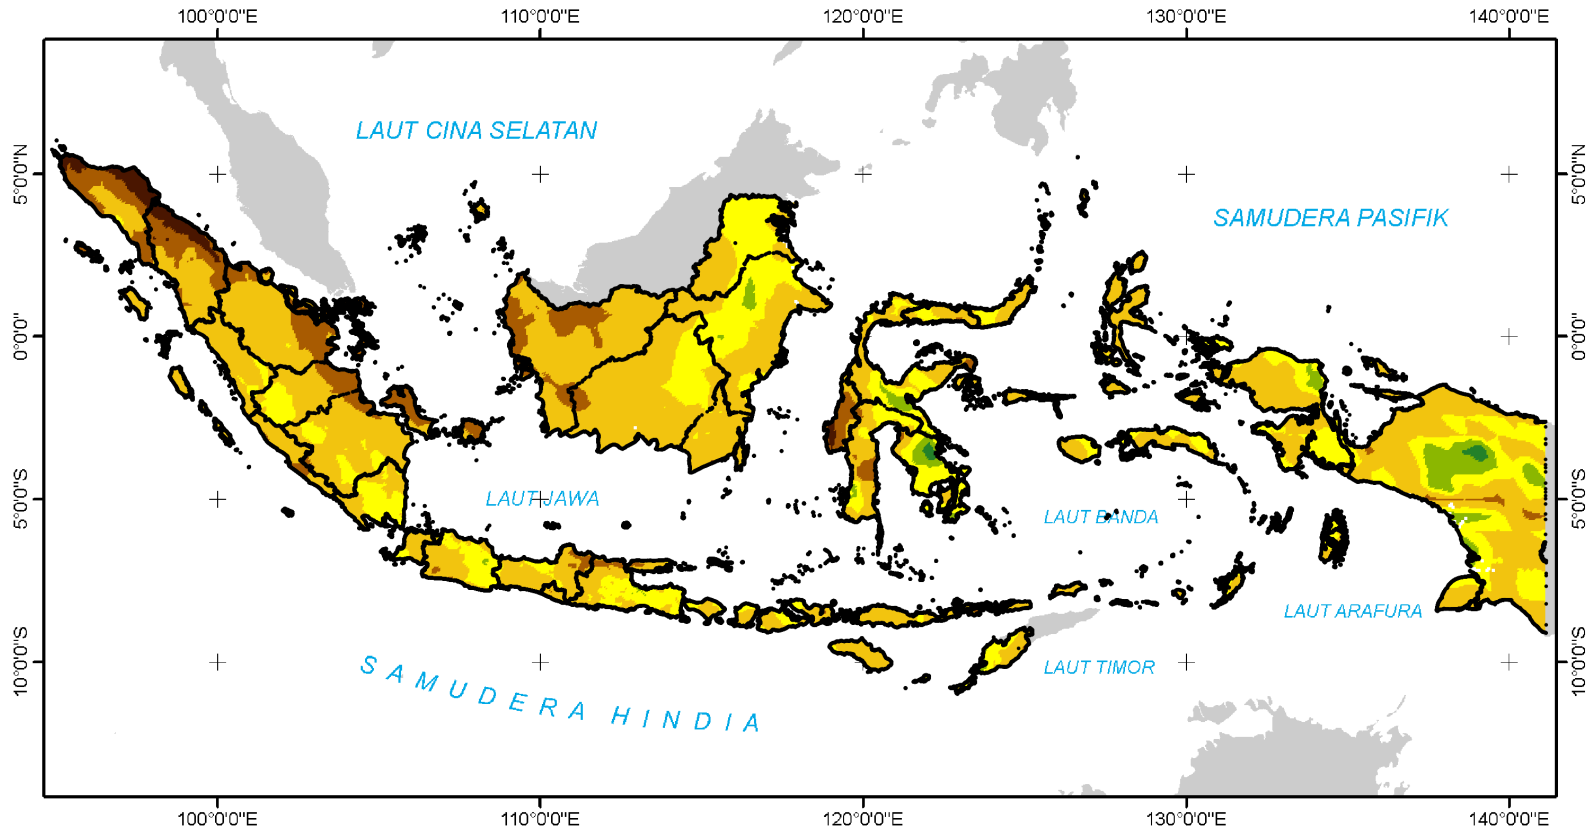 100°0'0"E
110°0'0"E
120°0'0"E
130°0'0"E
140°0'0"E
LAUT CINA SELATAN
5°0'0"N
5°0'0"N
SAMUDERA PASIFIK
0°0'0"
0°0'0"
5°0'0"S
LAUT JAWA
LAUT BANDA
5°0'0"S
LAUT ARAFURA
10°0'0"S
SAMUDERA HINDIA
LAUT TIMOR
10°0'0"S
100°0'0"E
110°0'0"E
120°0'0"E
130°0'0"E
140°0'0"E